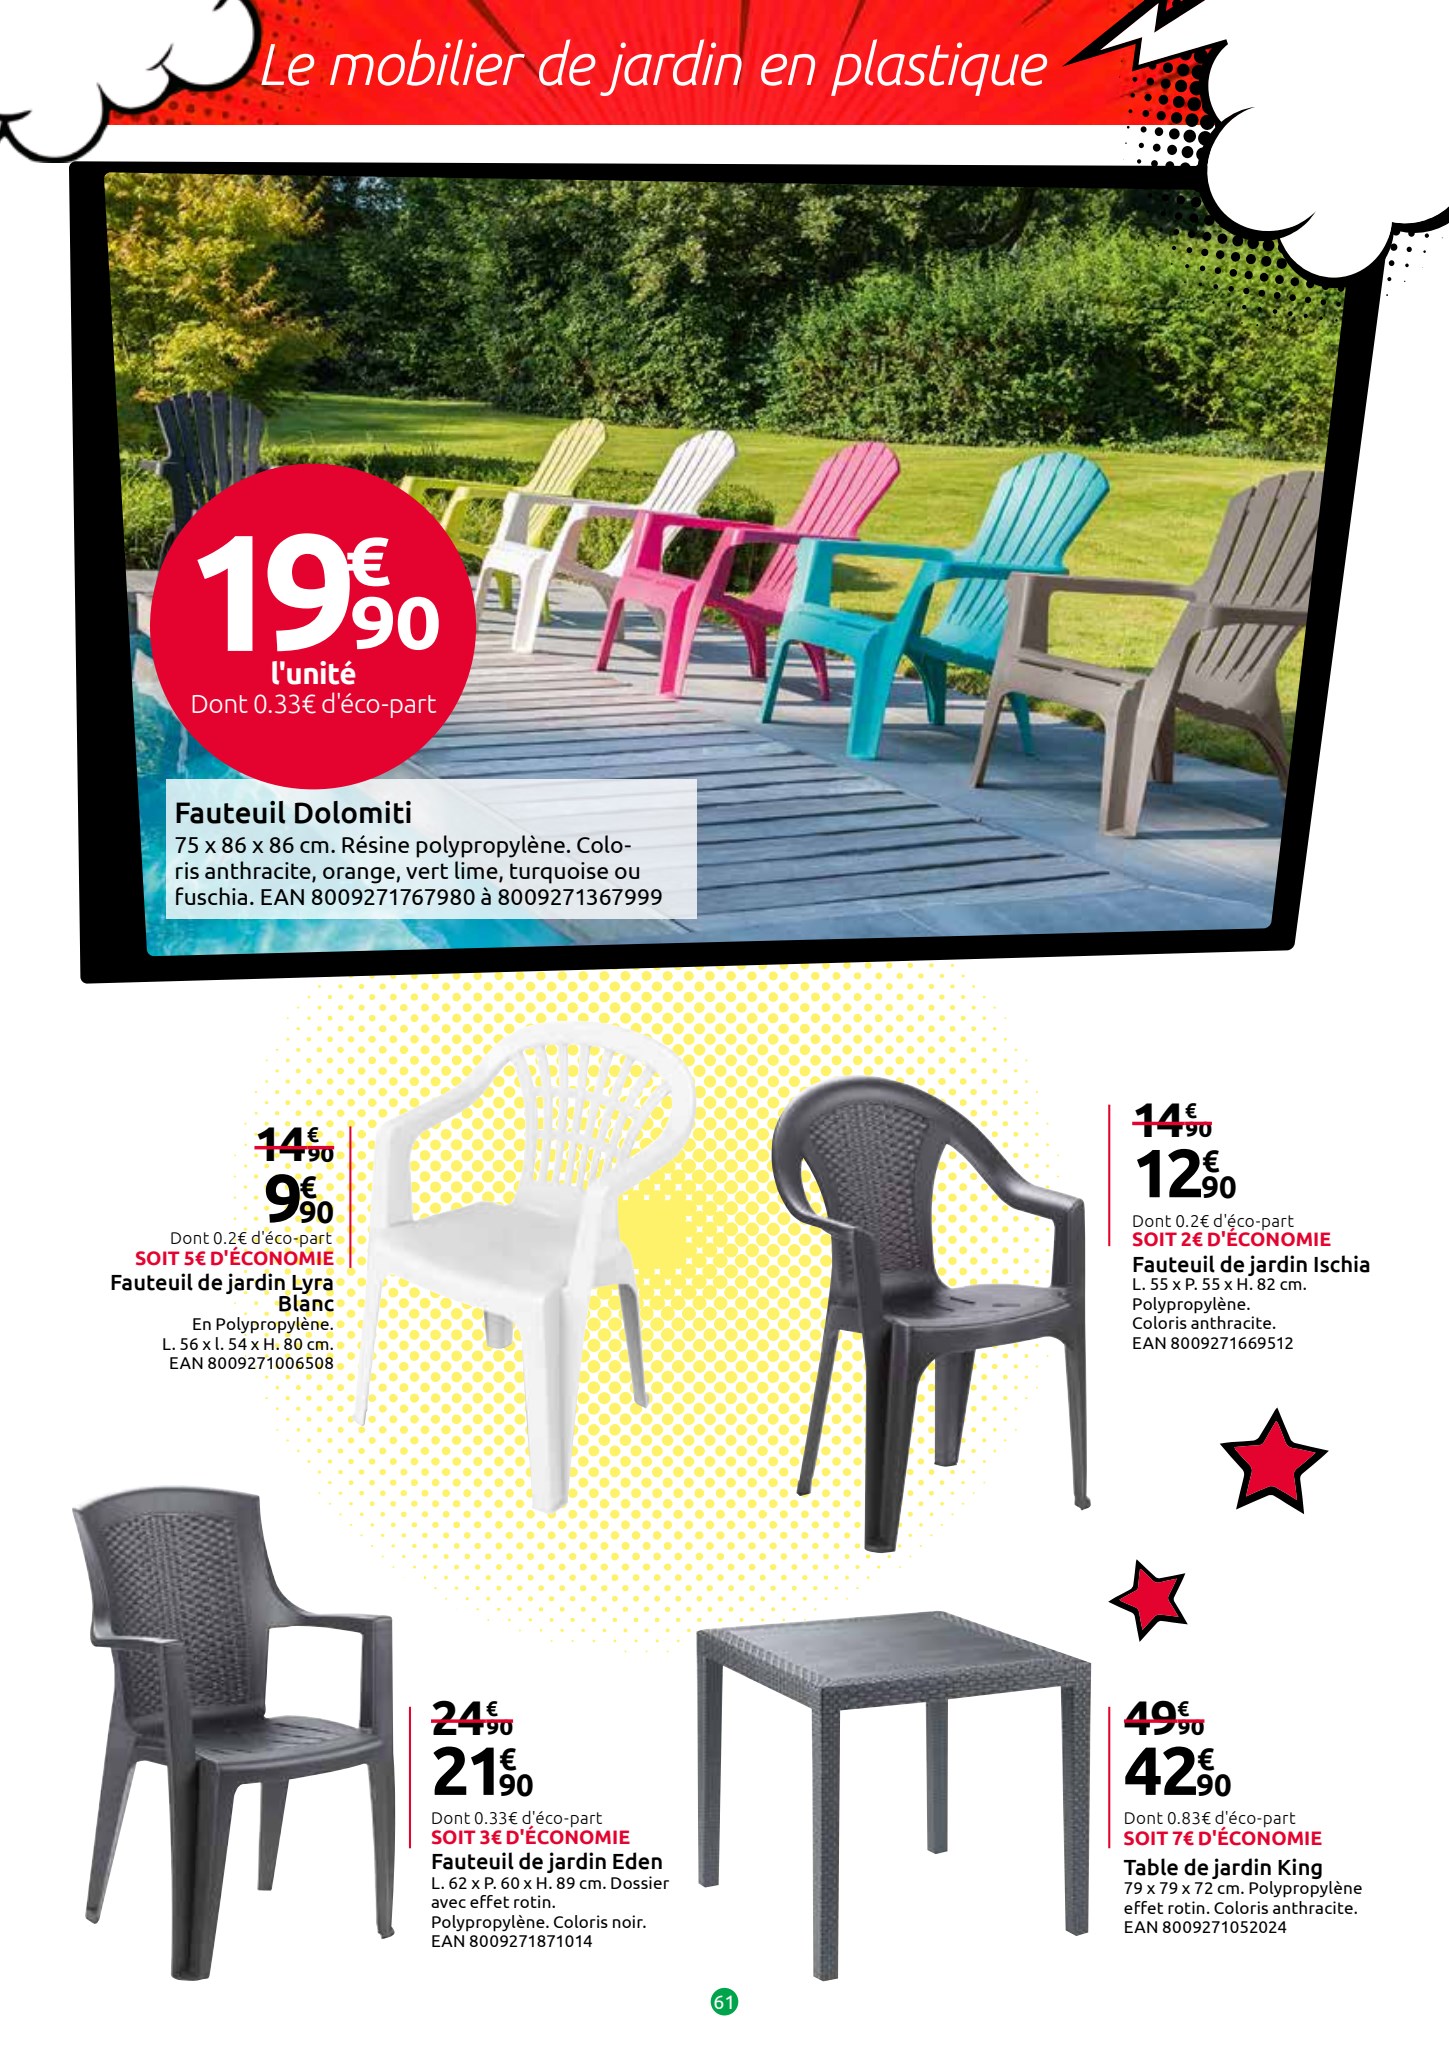 Le mobilier de jardin en plastique
19€90
l'unité
Dont 0.33€ d'éco-part
Fauteuil Dolomiti
75 x 86 x 86 cm. Résine polypropylène. Colo-
ris anthracite, orange, vert lime, turquoise ou
fuschia. EAN 8009271767980 à 8009271367999
14€90
9€90
Dont 0.2€ d'éco-part
SOIT 5€ D'ÉCONOMIE
Fauteuil de jardin Lyra
Blanc
En Polypropylène.
L. 56 x l. 54 x H. 80 cm.
EAN 8009271006508
14€90
12€90
Dont 0.2€ d'éco-part
SOIT 2€ D'ÉCONOMIE
Fauteuil de jardin Ischia
L. 55 x P. 55 x H. 82 cm.
Polypropylène.
Coloris anthracite.
EAN 8009271669512
24€90
21€90
Dont 0.33€ d'éco-part
SOIT 3€ D'ÉCONOMIE
Fauteuil de jardin Eden
L. 62 x P. 60 x H. 89 cm. Dossier
avec effet rotin.
Polypropylène. Coloris noir.
EAN 8009271871014
49€90
42€90
Dont 0.83€ d'éco-part
SOIT 7€ D'ÉCONOMIE
Table de jardin King
79 x 79 x 72 cm. Polypropylène
effet rotin. Coloris anthracite.
EAN 8009271052024
61